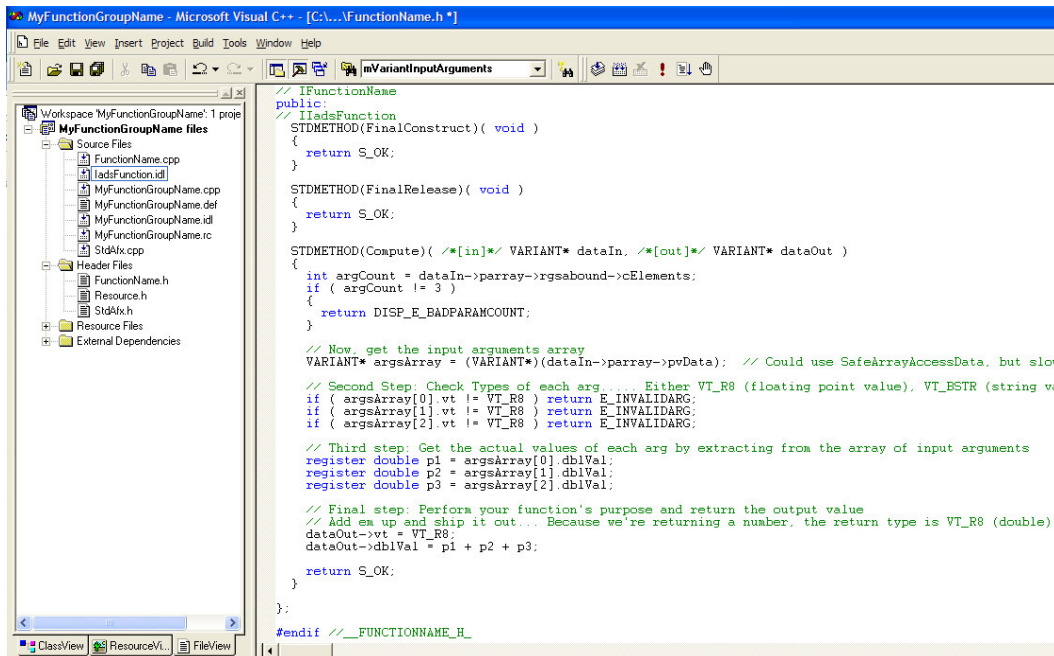 MyFunctionGroupName - Microsoft Visual C++ - [C:\...\FunctionName.h *]
File Edit View Insert Project Build Tools Window Help
mVariantInputArguments
Workspace 'MyFunctionGroupName': 1 proje
MyFunctionGroupName files
Source Files
FunctionName.cpp
IadsFunction.idl
MyFunctionGroupName.cpp
MyFunctionGroupName.def
MyFunctionGroupName.idl
MyFunctionGroupName.rc
StdAfx.cpp
Header Files
FunctionName.h
Resource.h
StdAfx.h
Resource Files
External Dependencies
ClassView ResourceVi... FileView
// IFunctionName
public:
// IIadsFunction
STDMETHOD(FinalConstruct)( void )
{
return S_OK;
}
STDMETHOD(FinalRelease)( void )
{
return S_OK;
}
STDMETHOD(Compute)( /*[in]*/ VARIANT* dataIn, /*[out]*/ VARIANT* dataOut )
{
int argCount = dataIn->parray->rgsabound->cElements;
if ( argCount != 3 )
{
return DISP_E_BADPARAMCOUNT;
}
// Now, get the input arguments array
VARIANT* argsArray = (VARIANT*)(dataIn->parray->pvData); // Could use SafeArrayAccessData, but slo
// Second Step: Check Types of each arg..... Either VT_R8 (floating point value), VT_BSTR (string va
if ( argsArray[0].vt != VT_R8 ) return E_INVALIDARG;
if ( argsArray[1].vt != VT_R8 ) return E_INVALIDARG;
if ( argsArray[2].vt != VT_R8 ) return E_INVALIDARG;
// Third step: Get the actual values of each arg by extracting from the array of input arguments
register double p1 = argsArray[0].dblVal;
register double p2 = argsArray[1].dblVal;
register double p3 = argsArray[2].dblVal;
// Final step: Perform your function's purpose and return the output value
// Add em up and ship it out... Because we're returning a number, the return type is VT_R8 (double)
dataOut->vt = VT_R8;
dataOut->dblVal = p1 + p2 + p3;
return S_OK;
}
};
#endif //__FUNCTIONNAME_H_